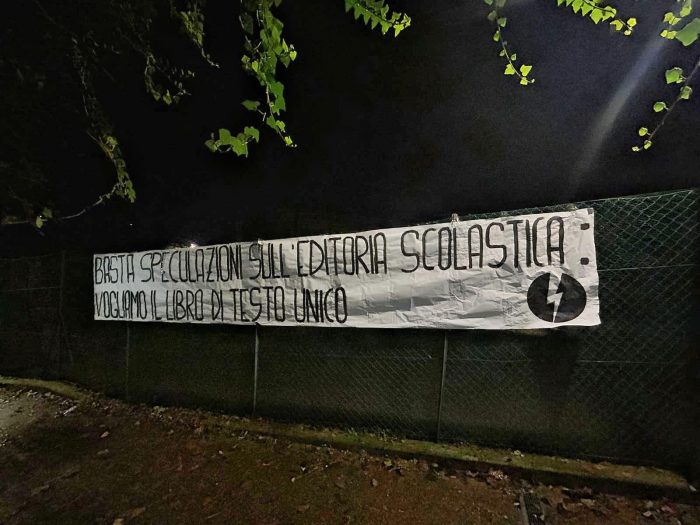 BASTA SPECULAZIONI SULL'EDITORIA SCOLASTICA:
VOGLIAMO IL LIBRO DI TESTO UNICO